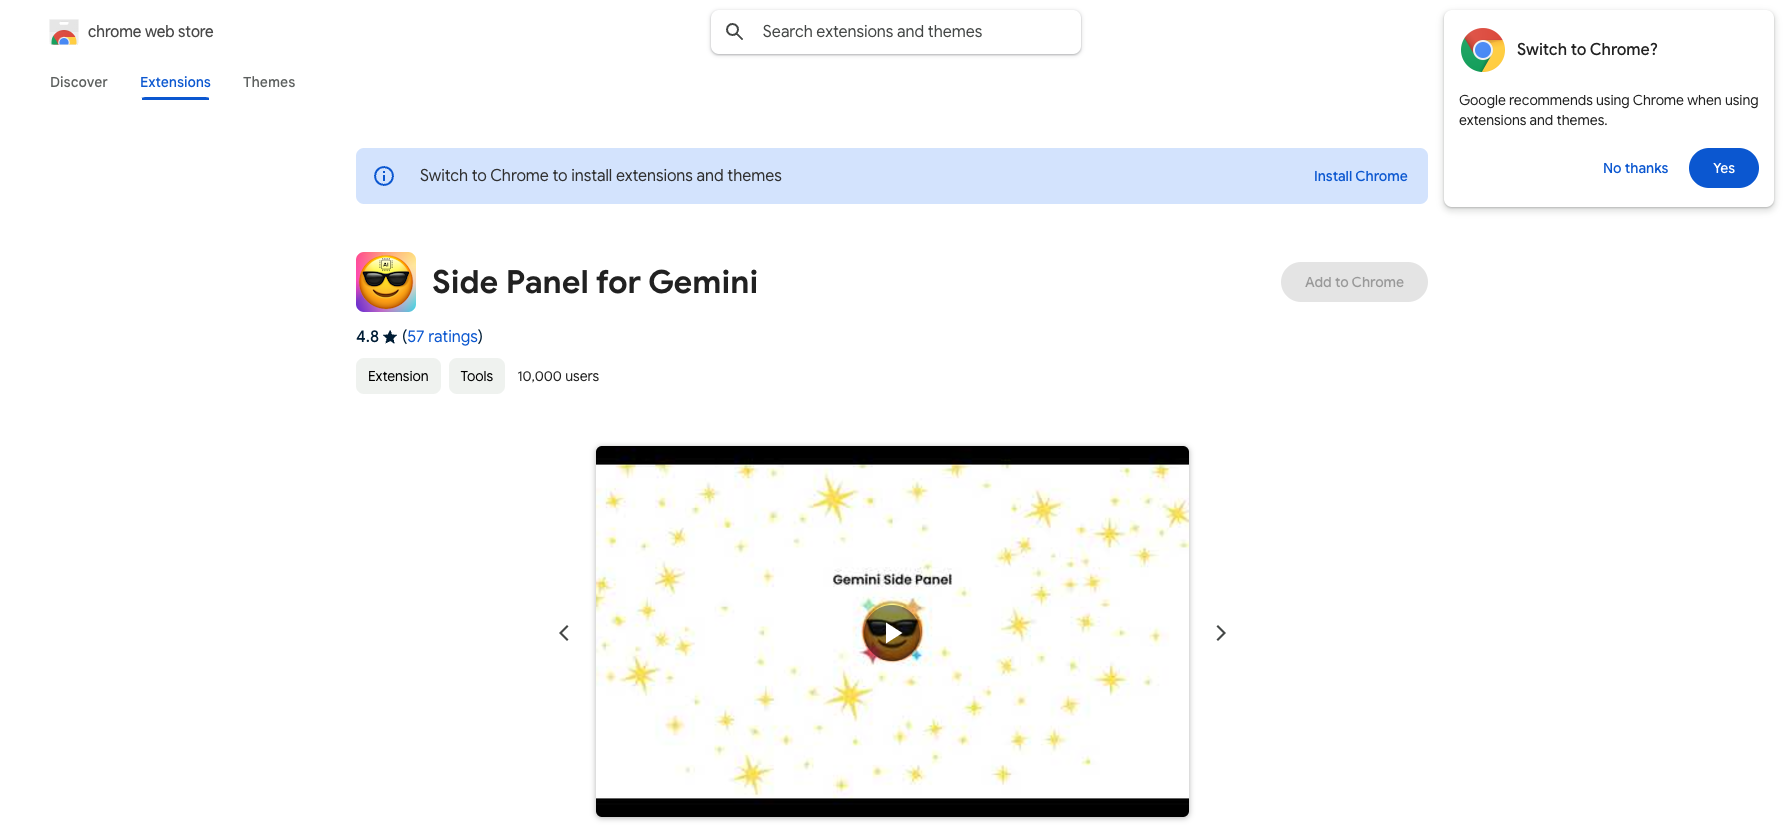 chrome web store
Search extensions and themes
Discover
Extensions
Themes
Switch to Chrome?
Google recommends using Chrome when using
extensions and themes.
No thanks
Yes
Switch to Chrome to install extensions and themes
Install Chrome
AI
Side Panel for Gemini
Add to Chrome
4.8 ★ (57 ratings)
Extension
Tools
10,000 users
Gemini Side Panel